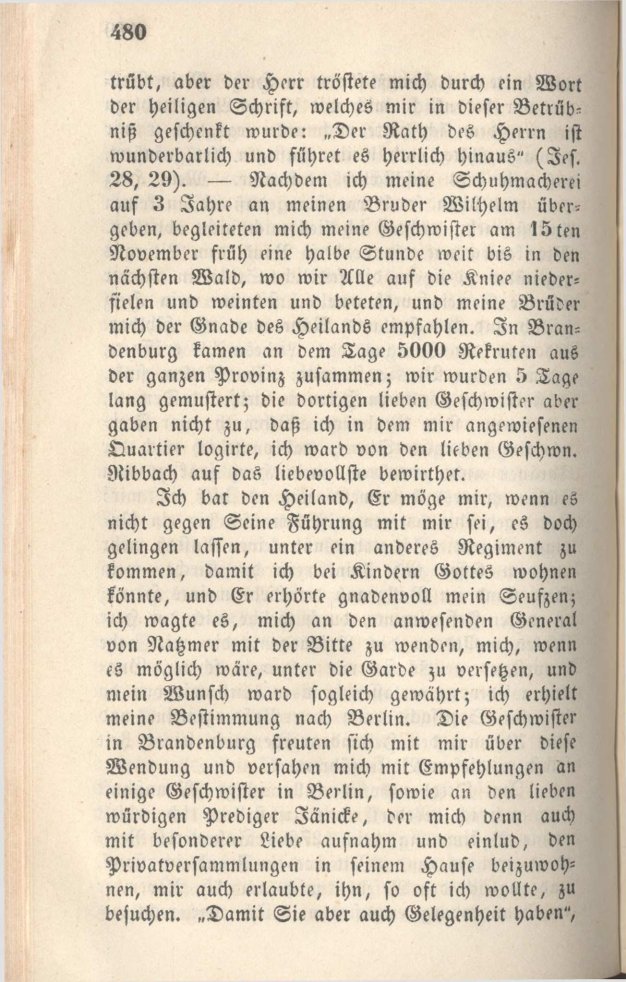 480
trübt, aber der Herr tröstete mich durch ein Wort
der heiligen Schrift, welches mir in dieser Betrüb-
niß geschenkt wurde: „Der Rath des Herrn ist
wunderbarlich und führet es herrlich hinaus“ (Jes.
28, 29). — Nachdem ich meine Schuhmacherei
auf 3 Jahre an meinen Bruder Wilhelm über-
geben, begleiteten mich meine Geschwister am 15ten
November früh eine halbe Stunde weit bis in den
nächsten Wald, wo wir Alle auf die Kniee nieder-
fielen und weinten und beteten, und meine Brüder
mich der Gnade des Heilands empfahlen. In Bran-
denburg kamen an dem Tage 5000 Rekruten aus
der ganzen Provinz zusammen; wir wurden 5 Tage
lang gemustert; die dortigen lieben Geschwister aber
gaben nicht zu, daß ich in dem mir angewiesenen
Quartier logirte, ich ward von den lieben Geschwn.
Ribbach auf das liebevollste bewirthet.
Ich bat den Heiland, Er möge mir, wenn es
nicht gegen Seine Führung mit mir sei, es doch
gelingen lassen, unter ein anderes Regiment zu
kommen, damit ich bei Kindern Gottes wohnen
könnte, und Er erhörte gnadenvoll mein Seufzen;
ich wagte es, mich an den anwesenden General
von Natzmer mit der Bitte zu wenden, mich, wenn
es möglich wäre, unter die Garde zu versetzen, und
mein Wunsch ward sogleich gewährt; ich erhielt
meine Bestimmung nach Berlin. Die Geschwister
in Brandenburg freuten sich mit mir über diese
Wendung und versahen mich mit Empfehlungen an
einige Geschwister in Berlin, sowie an den lieben
würdigen Prediger Jänicke, der mich denn auch
mit besonderer Liebe aufnahm und einlud, den
Privatversammlungen in seinem Hause beizuwoh-
nen, mir auch erlaubte, ihn, so oft ich wollte, zu
besuchen. „Damit Sie aber auch Gelegenheit haben“,